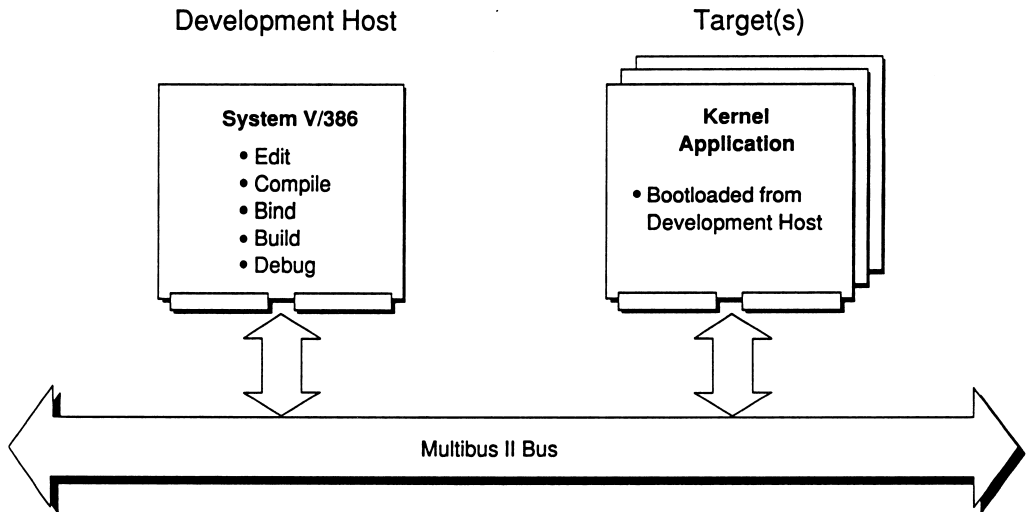 Development Host
Target(s)
System V/386
• Edit
• Compile
• Bind
• Build
• Debug
Kernel
Application
• Bootloaded from
Development Host
Multibus II Bus